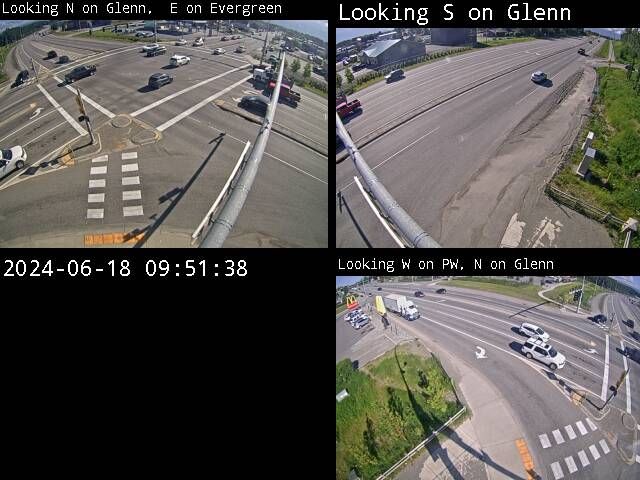 Looking N on Glenn,  E on Evergreen
Looking S on Glenn
2024-06-18 09:51:38
Looking W on PW, N on Glenn